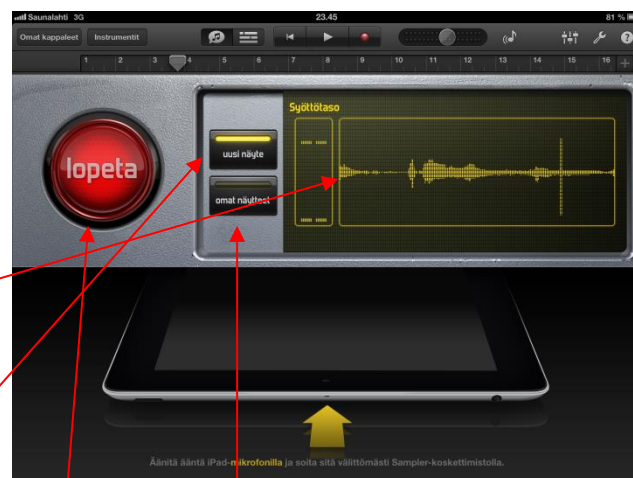 Saunalahti 3G 23.45 81 %
Omat kappaleet Instrumentit
1 2 3 4 5 6 7 8 9 10 11 12 13 14 15 16
Syöttötaso
uusi näyte
lopeta
omat näyttest
Äänitä ääntä iPad-mikrofonilla ja soita sitä välittömästi Sampler-koskettimistolla.